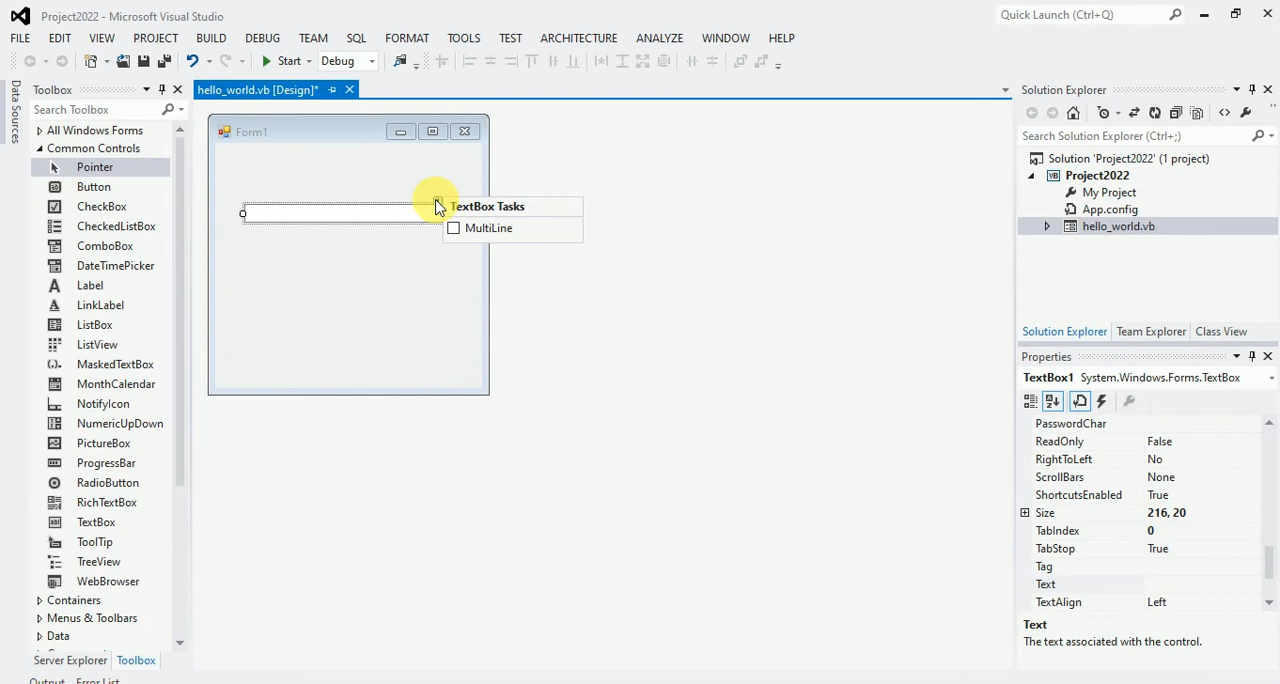 Project2022 - Microsoft Visual Studio
Quick Launch (Ctrl+Q)
FILE EDIT VIEW PROJECT BUILD DEBUG TEAM SQL FORMAT TOOLS TEST ARCHITECTURE ANALYZE WINDOW HELP
Start Debug
Data Sources
Toolbox
Search Toolbox
All Windows Forms
Common Controls
Pointer
Button
CheckBox
CheckedListBox
ComboBox
DateTimePicker
Label
LinkLabel
ListBox
ListView
MaskedTextBox
MonthCalendar
NotifyIcon
NumericUpDown
PictureBox
ProgressBar
RadioButton
RichTextBox
TextBox
ToolTip
TreeView
WebBrowser
Containers
Menus & Toolbars
Data
Server Explorer Toolbox
Output Error List
hello_world.vb [Design]*
Form1
TextBox Tasks
MultiLine
Solution Explorer
Search Solution Explorer (Ctrl+;)
Solution 'Project2022' (1 project)
Project2022
My Project
App.config
hello_world.vb
Solution Explorer Team Explorer Class View
Properties
TextBox1 System.Windows.Forms.TextBox
PasswordChar
ReadOnly False
RightToLeft No
ScrollBars None
ShortcutsEnabled True
Size 216, 20
TabIndex 0
TabStop True
Tag
Text
TextAlign Left
Text
The text associated with the control.